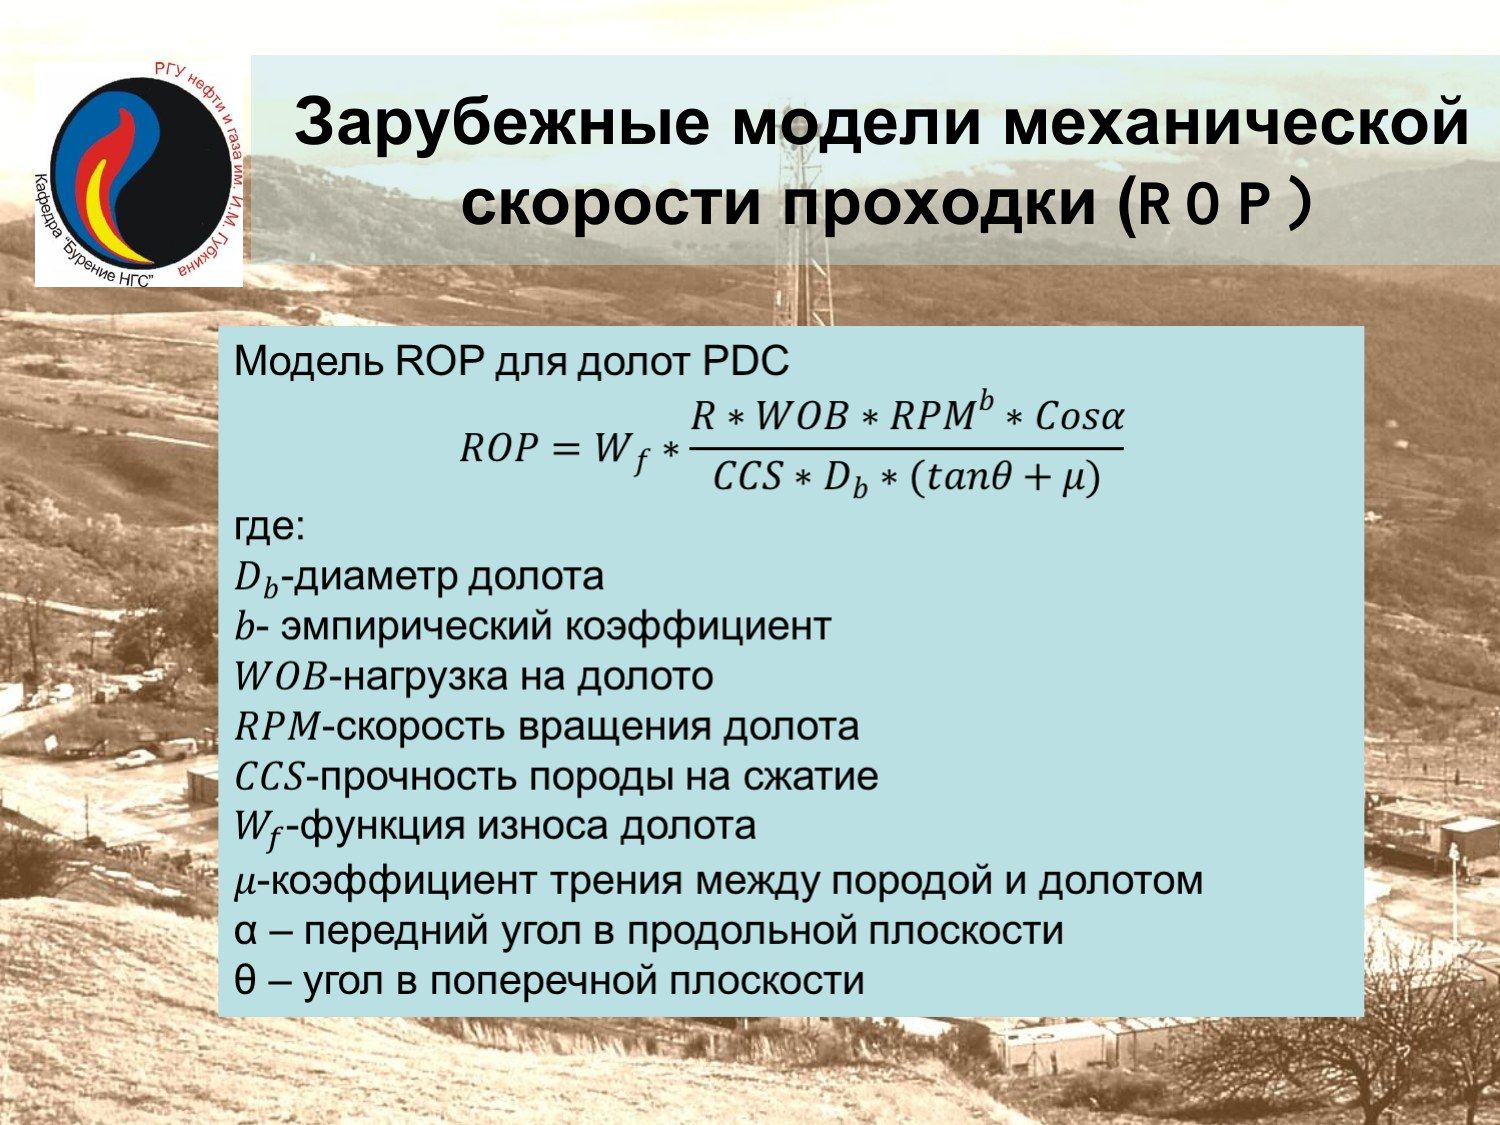 РГУ нефти и газа им. И.М. Губкина
Кафедра "Бурение НГС"
Зарубежные модели механической
скорости проходки (ROP)
Модель ROP для долот PDC
ROP = W_f * \frac{R * WOB * RPM^b * Cosα}{CCS * D_b * (tanθ + μ)}
где:
D_b-диаметр долота
b- эмпирический коэффициент
WOB-нагрузка на долото
RPM-скорость вращения долота
CCS-прочность породы на сжатие
W_f-функция износа долота
μ-коэффициент трения между породой и долотом
α – передний угол в продольной плоскости
θ – угол в поперечной плоскости